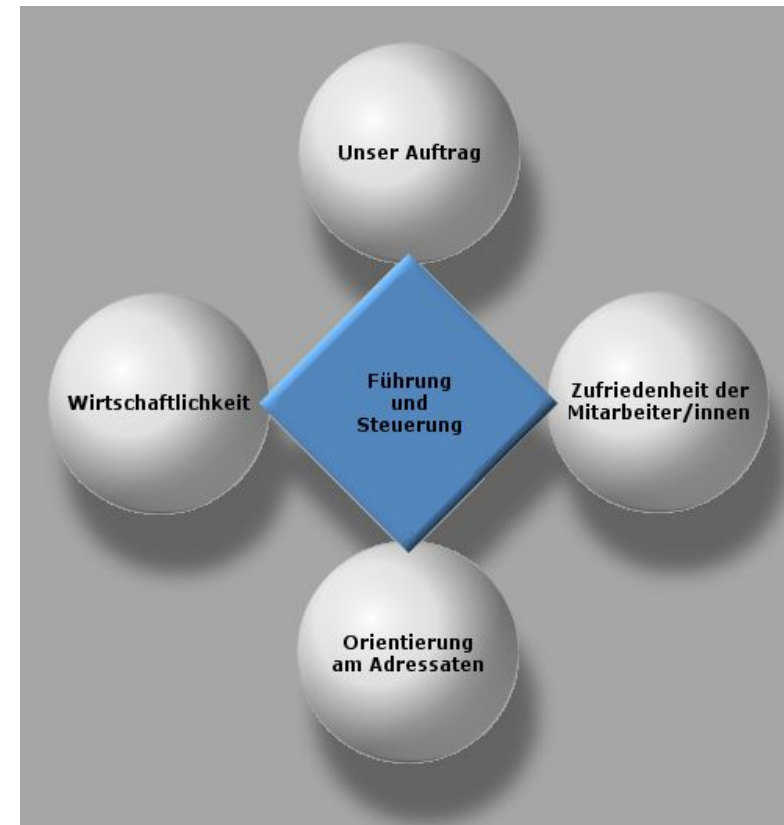 Unser Auftrag
Wirtschaftlichkeit
Führung
und
Steuerung
Zufriedenheit der
Mitarbeiter/innen
Orientierung
am Adressaten